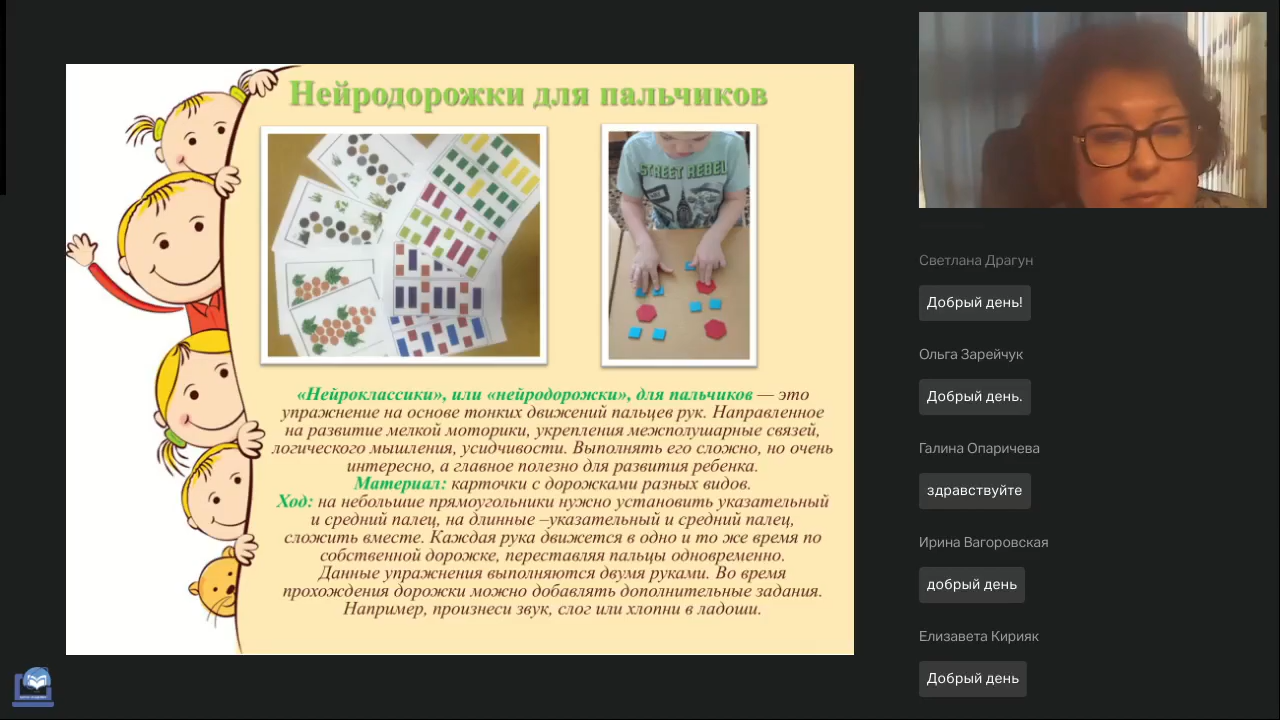 Нейродорожки для пальчиков
STREET REBEL
«Нейроклассики», или «нейродорожки», для пальчиков — это
упражнение на основе тонких движений пальцев рук. Направленное
на развитие мелкой моторики, укрепления межполушарные связей,
логического мышления, усидчивости. Выполнять его сложно, но очень
интересно, а главное полезно для развития ребенка.
Материал: карточки с дорожками разных видов.
Ход: на небольшие прямоугольники нужно установить указательный
и средний палец, на длинные –указательный и средний палец,
сложить вместе. Каждая рука движется в одно и то же время по
собственной дорожке, переставляя пальцы одновременно.
Данные упражнения выполняются двумя руками. Во время
прохождения дорожки можно добавлять дополнительные задания.
Например, произнеси звук, слог или хлопни в ладоши.
Светлана Драгун
Добрый день!
Ольга Зарейчук
Добрый день.
Галина Опаричева
здравствуйте
Ирина Вагоровская
добрый день
Елизавета Кирияк
Добрый день